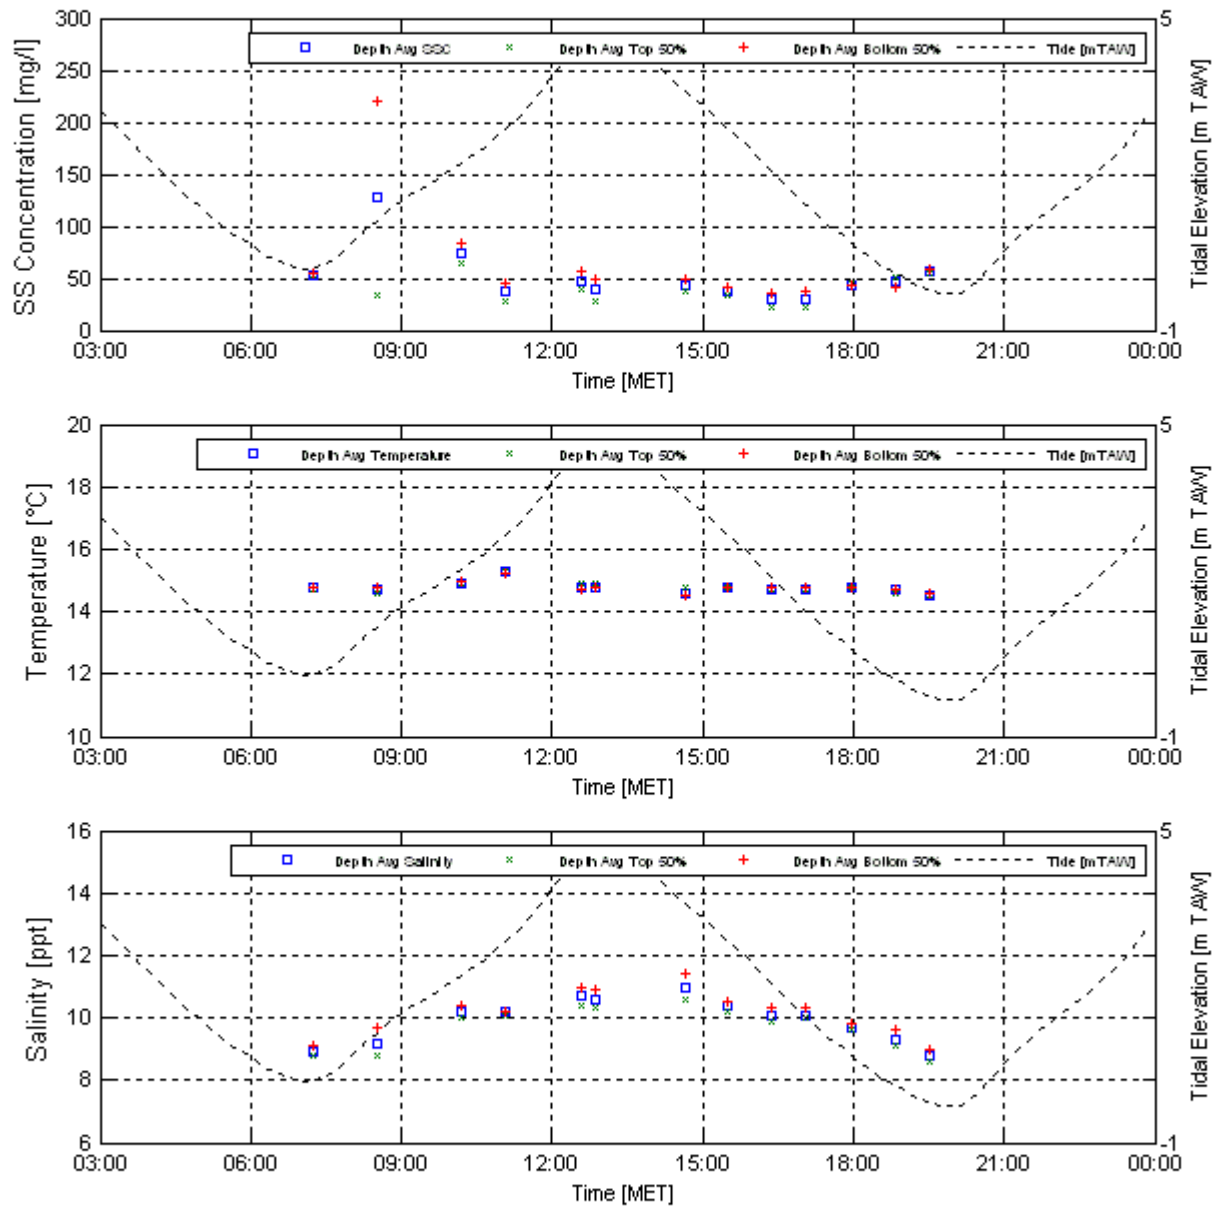 300
250
200
150
100
50
0
SS Concentration [mg/l]
Depth Avg SSC Depth Avg Top 50% Depth Avg Bottom 50% Tide [mTAW]
5
-1
Tidal Elevation [m TAW]
03:00 06:00 09:00 12:00 15:00 18:00 21:00 00:00
Time [MET]
20
18
16
14
12
10
Temperature [°C]
Depth Avg Temperature Depth Avg Top 50% Depth Avg Bottom 50% Tide [mTAW]
5
-1
Tidal Elevation [m TAW]
03:00 06:00 09:00 12:00 15:00 18:00 21:00 00:00
Time [MET]
16
14
12
10
8
6
Salinity [ppt]
Depth Avg Salinity Depth Avg Top 50% Depth Avg Bottom 50% Tide [mTAW]
5
-1
Tidal Elevation [m TAW]
03:00 06:00 09:00 12:00 15:00 18:00 21:00 00:00
Time [MET]